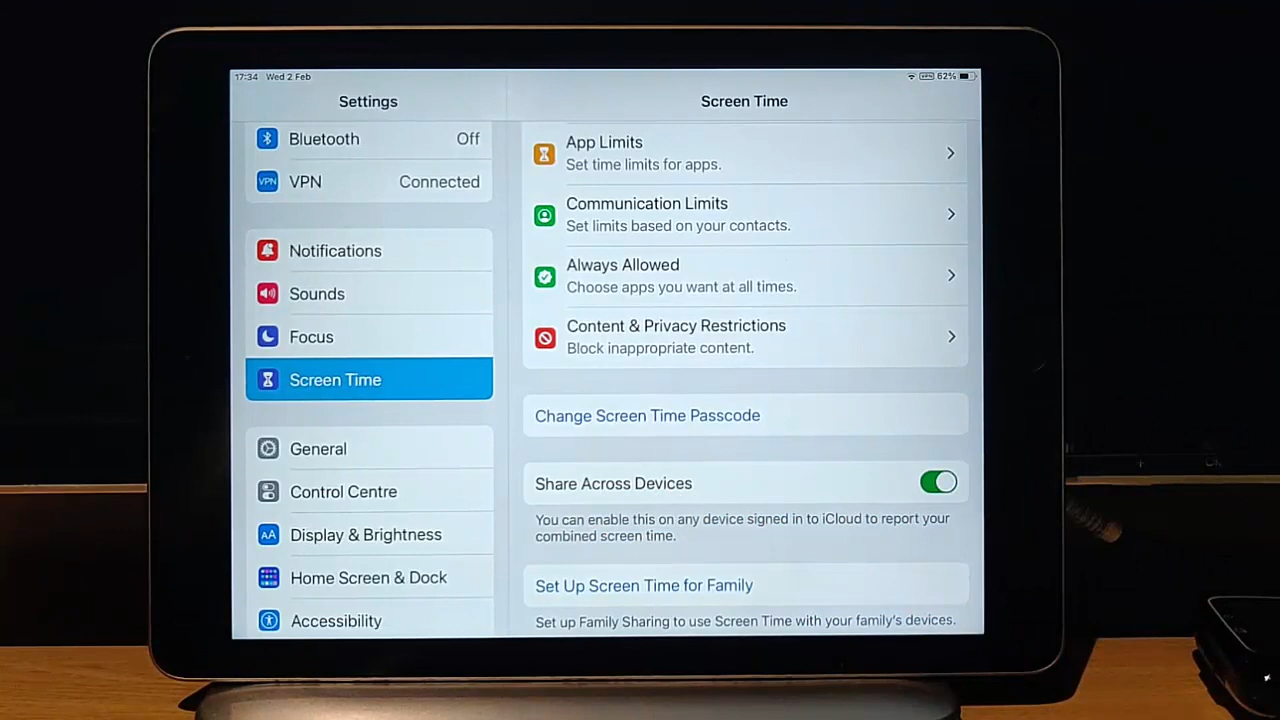 17:34 Wed 2 Feb
VPN 62%
Settings
Bluetooth Off
VPN VPN Connected
Notifications
Sounds
Focus
Screen Time
General
Control Centre
AA Display & Brightness
Home Screen & Dock
Accessibility
Screen Time
App Limits
Set time limits for apps.
Communication Limits
Set limits based on your contacts.
Always Allowed
Choose apps you want at all times.
Content & Privacy Restrictions
Block inappropriate content.
Change Screen Time Passcode
Share Across Devices
You can enable this on any device signed in to iCloud to report your
combined screen time.
Set Up Screen Time for Family
Set up Family Sharing to use Screen Time with your family's devices.